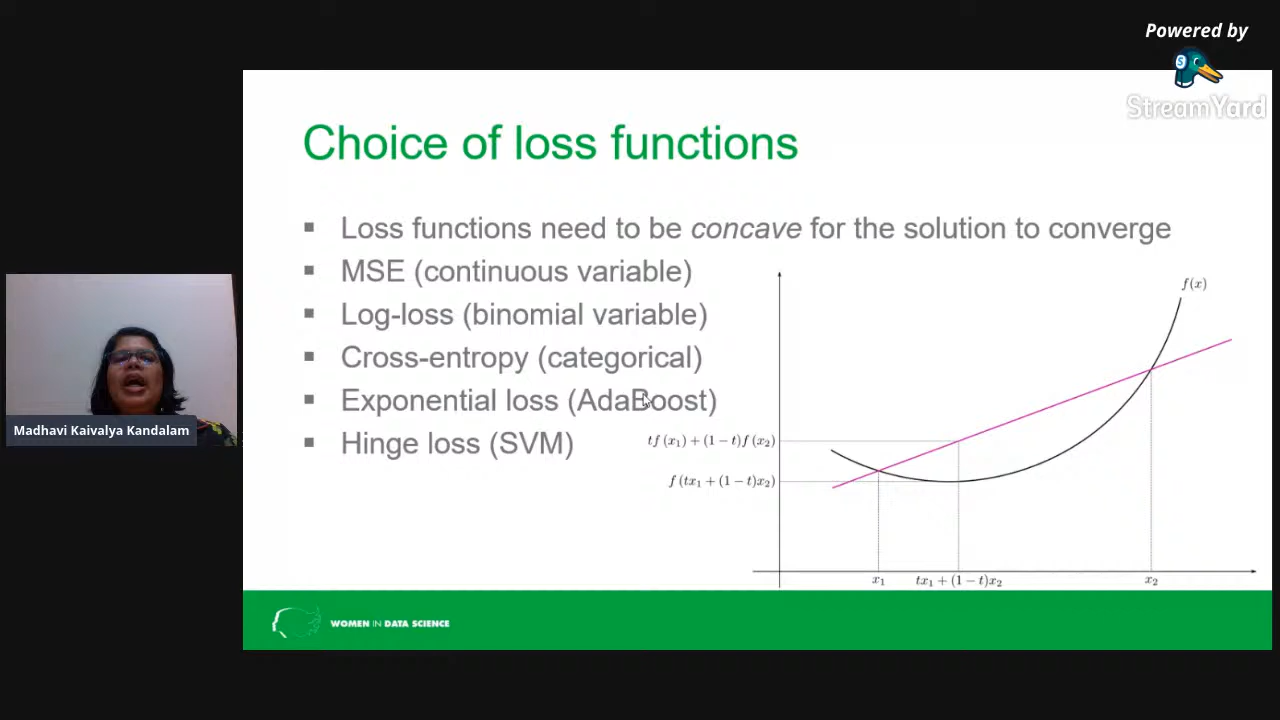 Powered by
StreamYard
Choice of loss functions
▪ Loss functions need to be concave for the solution to converge
▪ MSE (continuous variable)
▪ Log-loss (binomial variable)
▪ Cross-entropy (categorical)
▪ Exponential loss (AdaBoost)
▪ Hinge loss (SVM)
f(x)
tf(x₁) + (1 − t)f(x₂)
f(tx₁ + (1 − t)x₂)
x₁
tx₁ + (1 − t)x₂
x₂
Madhavi Kaivalya Kandalam
WOMEN IN DATA SCIENCE